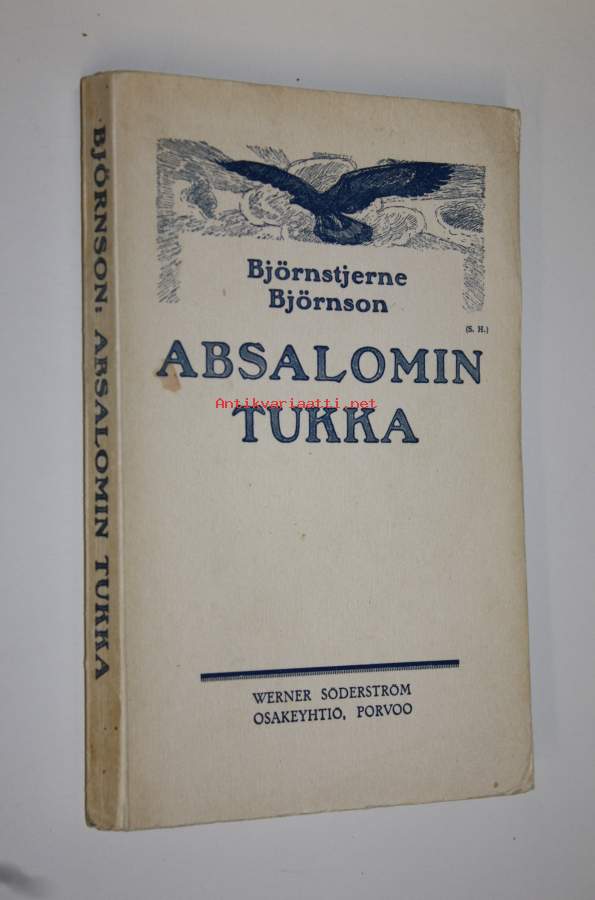 BJÖRNSON: ABSALOMIN TUKKA
Björnstjerne
Björnson
(S. H.)
ABSALOMIN
Antikvariaatti.net
TUKKA
WERNER SÖDERSTRÖM
OSAKEYHTIÖ, PORVOO